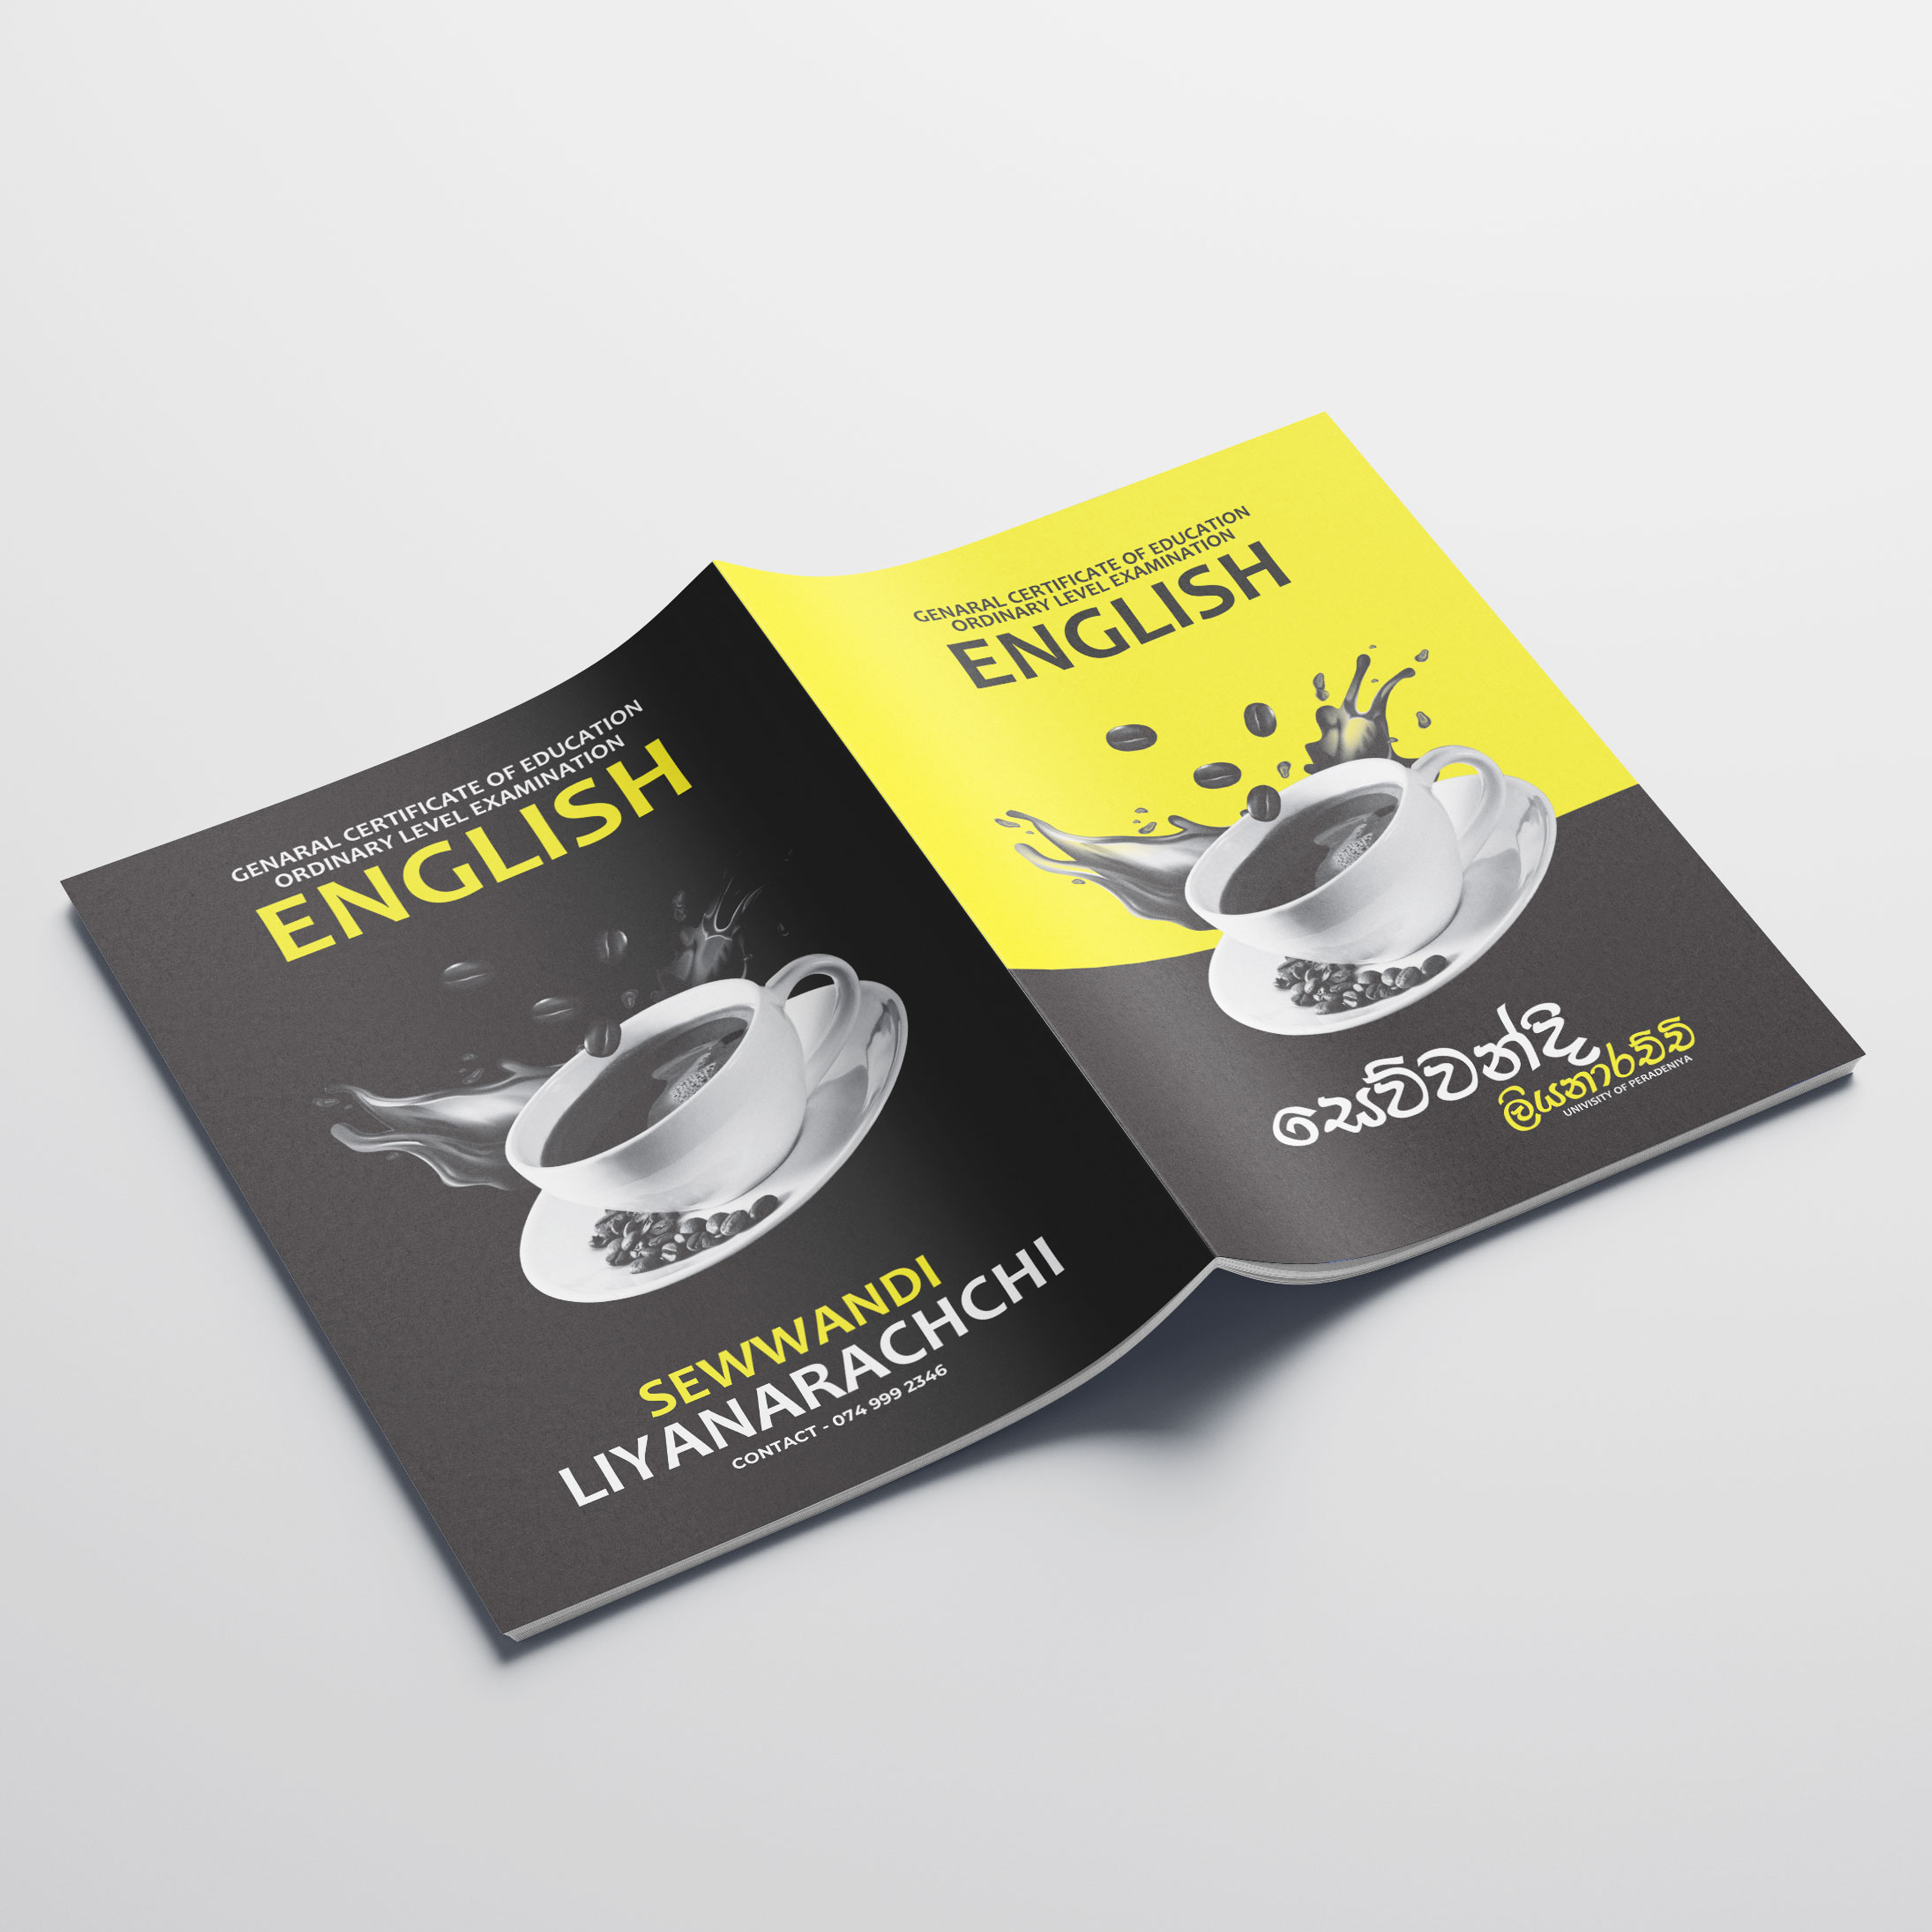 GENARAL CERTIFICATE OF EDUCATION
ORDINARY LEVEL EXAMINATION
ENGLISH
SEWWANDI
LIYANARACHCHI
CONTACT - 074 999 2346
GENARAL CERTIFICATE OF EDUCATION
ORDINARY LEVEL EXAMINATION
ENGLISH
සෙව්වන්දි
ලියනාරච්චි
UNIVISITY OF PERADENIYA